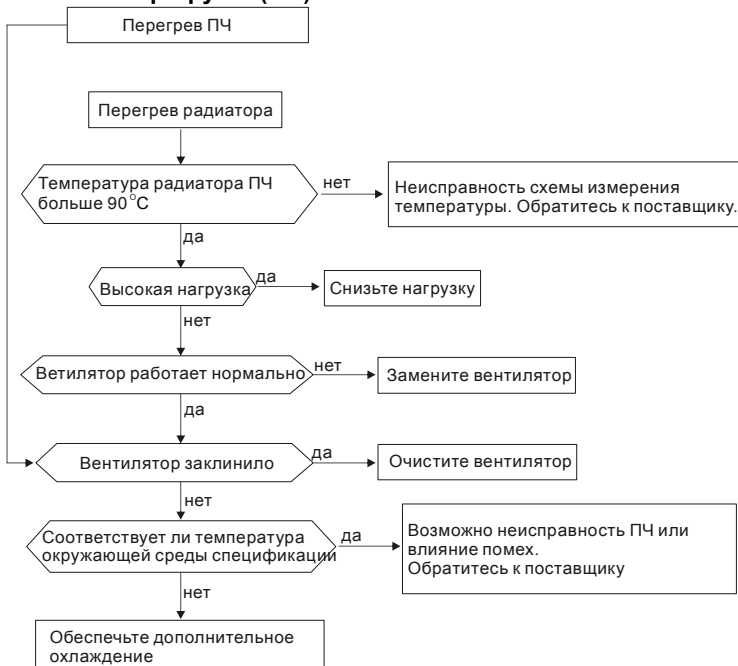 Перегрев ПЧ
Перегрев радиатора
Температура радиатора ПЧ
больше 90°С
нет
Неисправность схемы измерения
температуры. Обратитесь к поставщику.
да
Высокая нагрузка
да
Снизьте нагрузку
нет
Ветилятор работает нормально
нет
Замените вентилятор
да
Вентилятор заклинило
да
Очистите вентилятор
нет
Соответствует ли температура
окружающей среды спецификации
да
Возможно неисправность ПЧ или
влияние помех.
Обратитесь к поставщику
нет
Обеспечьте дополнительное
охлаждение